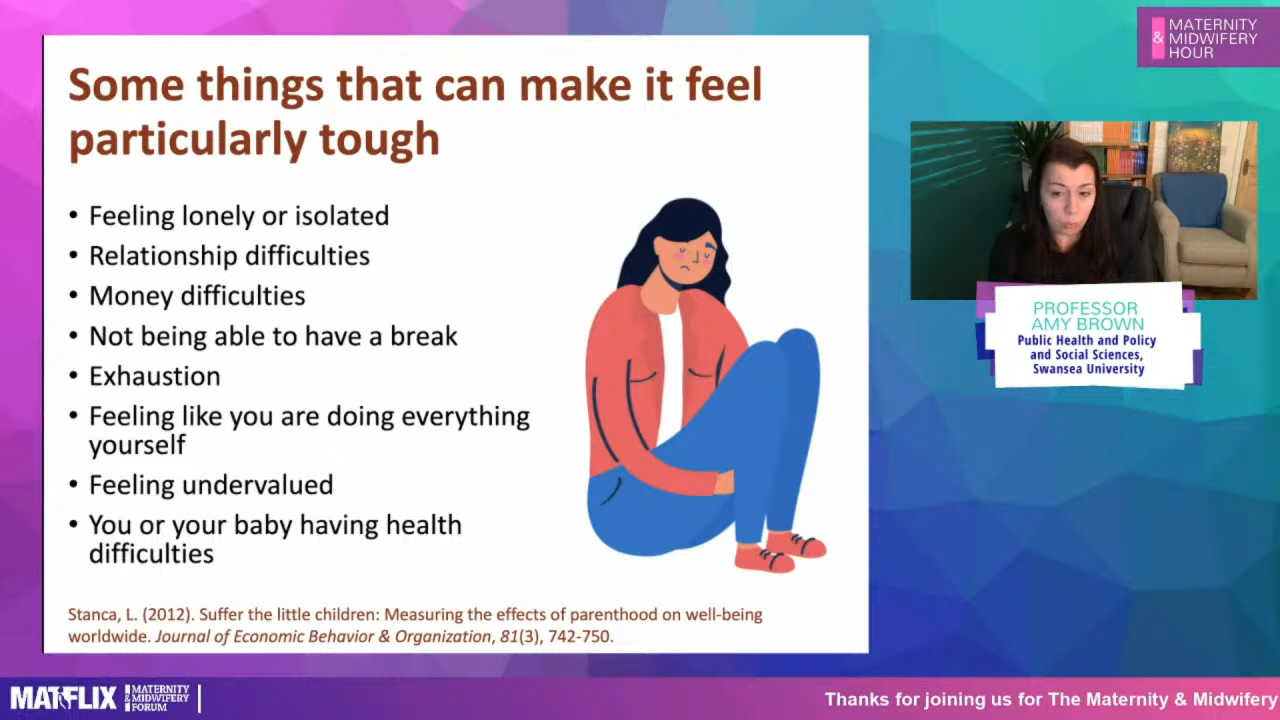 Some things that can make it feel
particularly tough
• Feeling lonely or isolated
• Relationship difficulties
• Money difficulties
• Not being able to have a break
• Exhaustion
• Feeling like you are doing everything
yourself
• Feeling undervalued
• You or your baby having health
difficulties
Stanca, L. (2012). Suffer the little children: Measuring the effects of parenthood on well-being
worldwide. Journal of Economic Behavior & Organization, 81(3), 742-750.
MATERNITY
& MIDWIFERY
HOUR
PROFESSOR
AMY BROWN
Public Health and Policy
and Social Sciences,
Swansea University
MATFLIX
MATERNITY
& MIDWIFERY
FORUM
Thanks for joining us for The Maternity & Midwifery